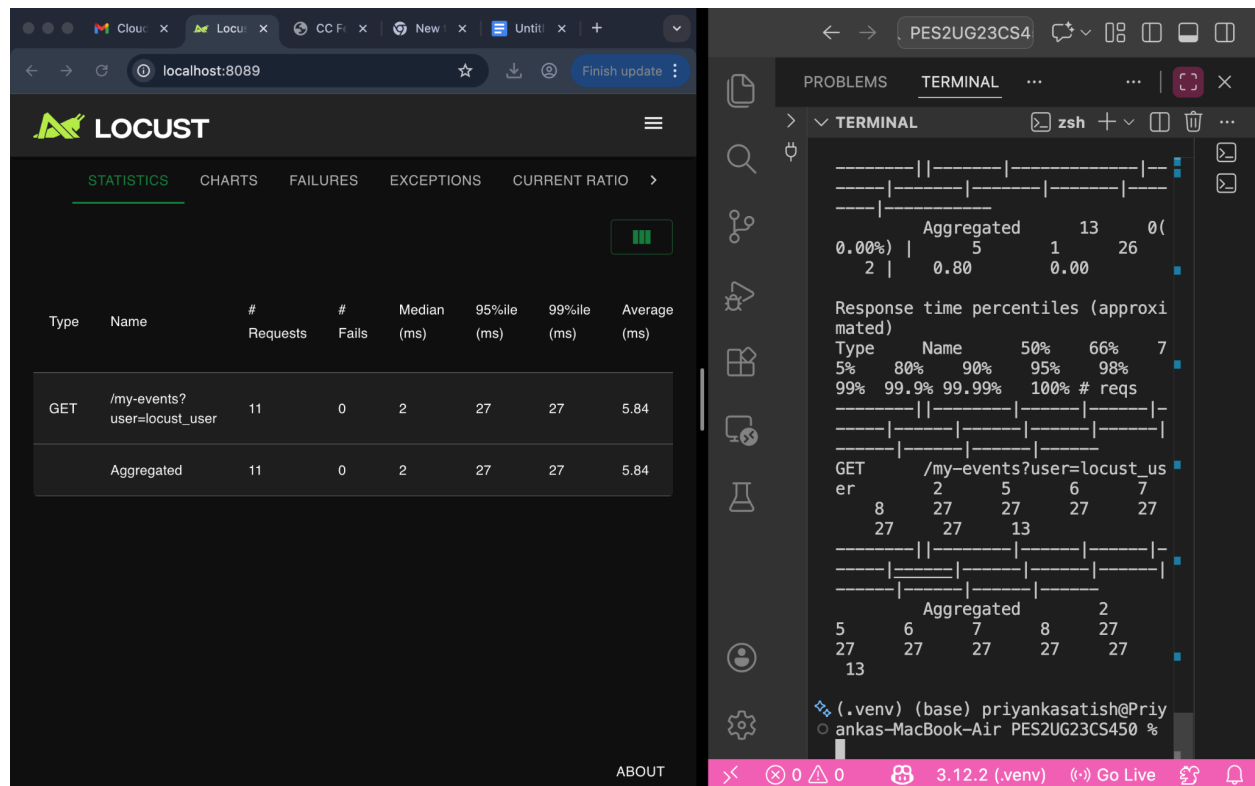 Cloud
Locu:
CC Fe
New
Untitl
localhost:8089
Finish update
LOCUST
STATISTICS CHARTS FAILURES EXCEPTIONS CURRENT RATIO
Type Name # Requests # Fails Median (ms) 95%ile (ms) 99%ile (ms) Average (ms)
GET /my-events? 11 0 2 27 27 5.84
user=locust_user
Aggregated 11 0 2 27 27 5.84
ABOUT
PES2UG23CS4
PROBLEMS TERMINAL ... ...
TERMINAL zsh
---------||--------|---------------|--
------|--------|--------|--------|----
-----|-----------
Aggregated 13 0(
0.00%) | 5 1 26
2 | 0.80 0.00
Response time percentiles (approxi
mated)
Type Name 50% 66% 7
5% 80% 90% 95% 98%
99% 99.9% 99.99% 100% # reqs
---------||---------|------|------|-
-----|------|------|------|------|
------|------|------|------
GET /my-events?user=locust_us
er 2 5 6 7
8 27 27 27 27
27 27 13
---------||---------|------|------|-
-----|------|------|------|------|
------|------|------|------
Aggregated 2
5 6 7 8 27
27 27 27 27 27
13
(.venv) (base) priyankasatish@Priy
ankas-MacBook-Air PES2UG23CS450 %
0 0 3.12.2 (.venv) Go Live